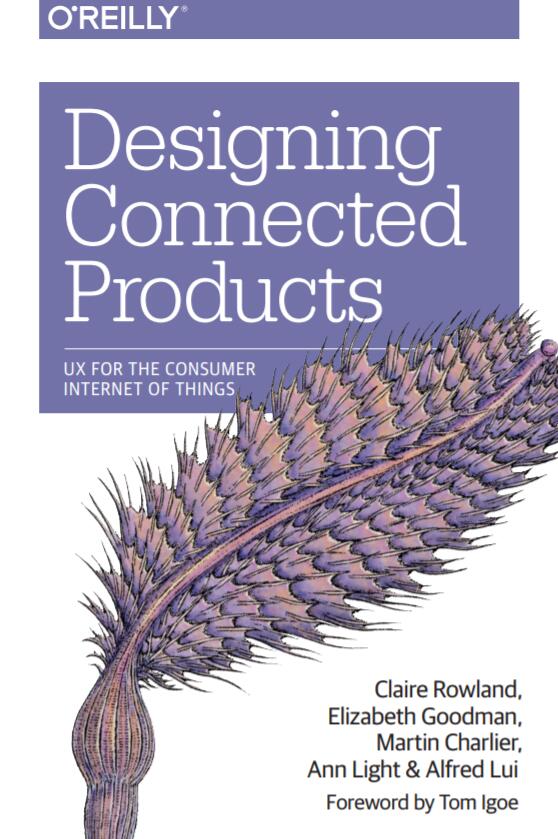 O'REILLY®
Designing
Connected
Products
UX FOR THE CONSUMER
INTERNET OF THINGS
Claire Rowland,
Elizabeth Goodman,
Martin Charlier,
Ann Light & Alfred Lui
Foreword by Tom Igoe